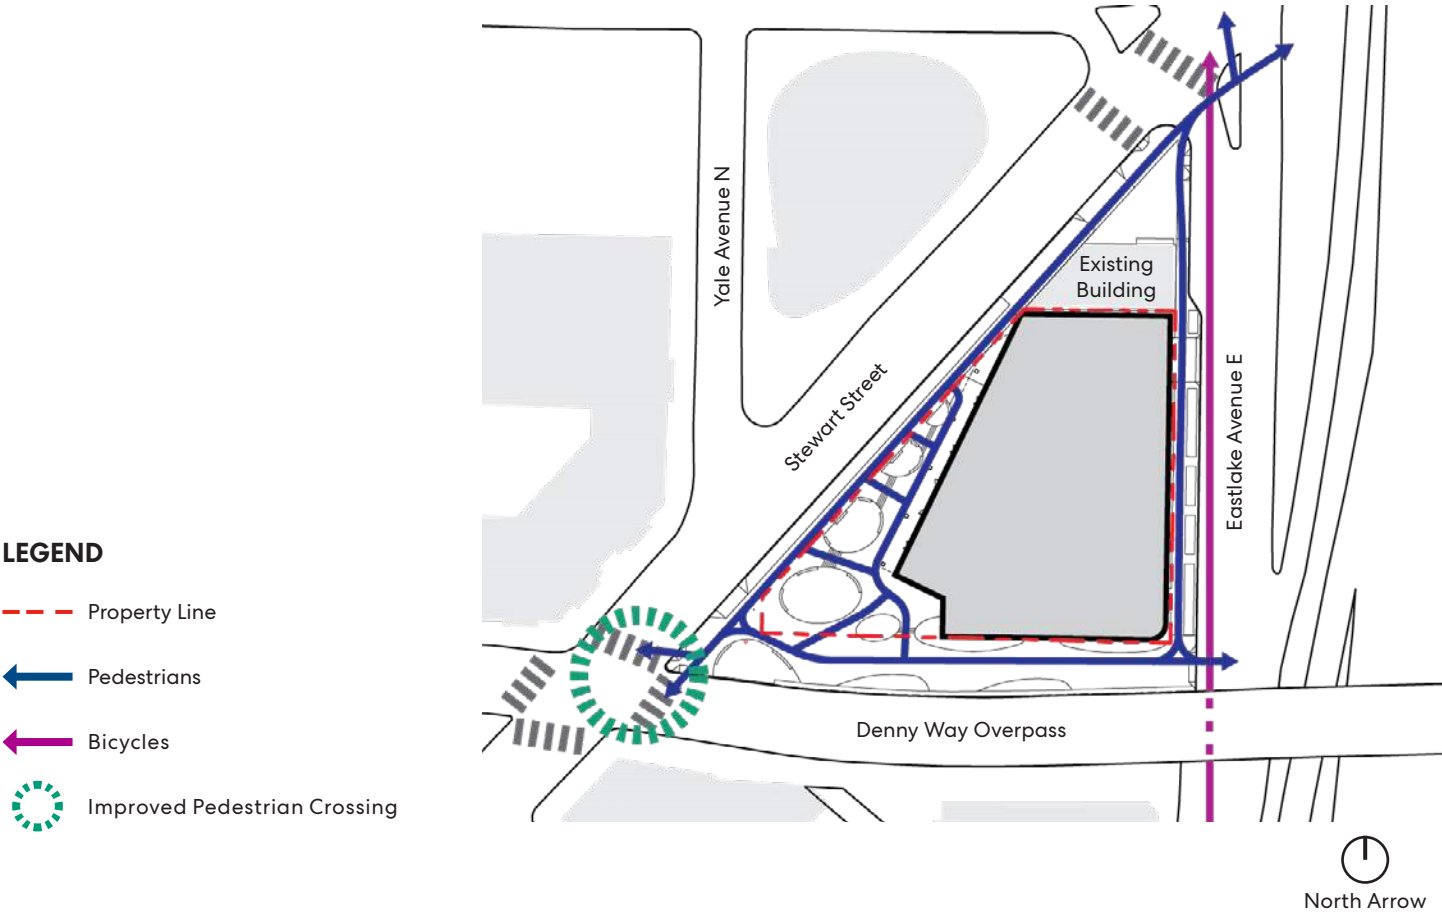 Yale Avenue N
Existing
Building
Stewart Street
Eastlake Avenue E
LEGEND
Property Line
Pedestrians
Bicycles
Improved Pedestrian Crossing
Denny Way Overpass
North Arrow